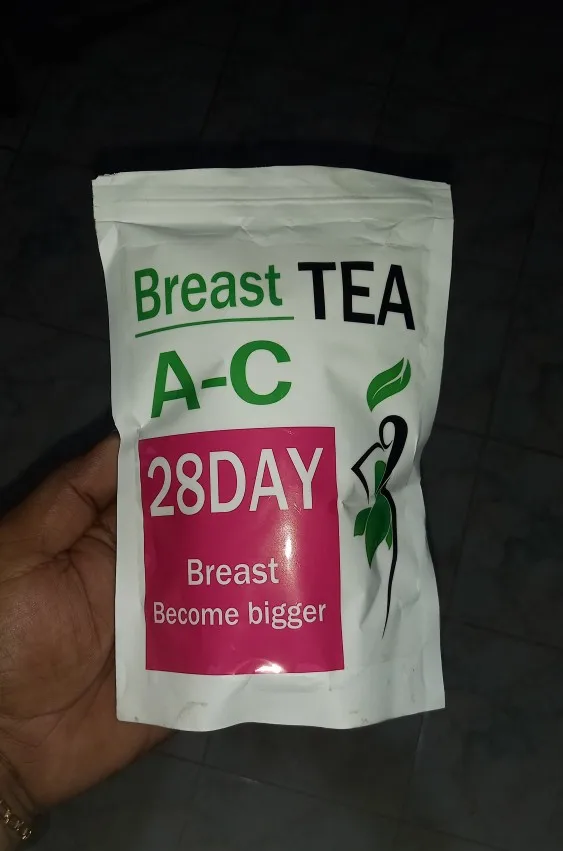 Breast TEA
A-C
28DAY
Breast
Become bigger